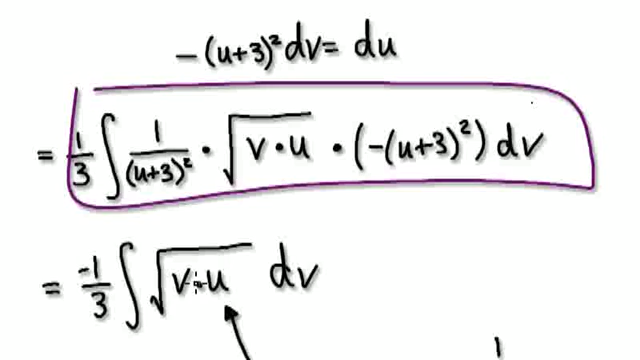 -(u+3)² dv = du
= 1/3 ∫ 1/(u+3)² · √(v·u) · (-(u+3)²) dv
= -1/3 ∫ √(v·u) dv